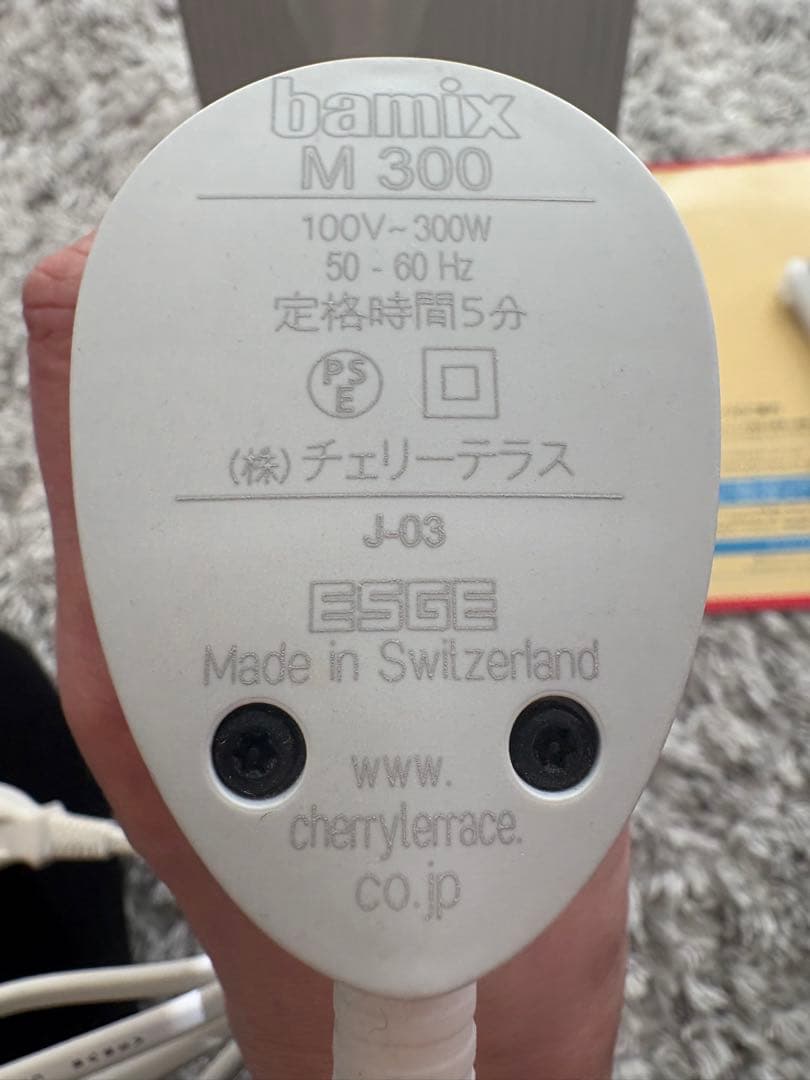 bamix
M 300
100V~300W
50 - 60 Hz
定格時間5分
PS
E
(株)チェリーテラス
J-03
ESGE
Made in Switzerland
www.
cherryterrace.
co.jp